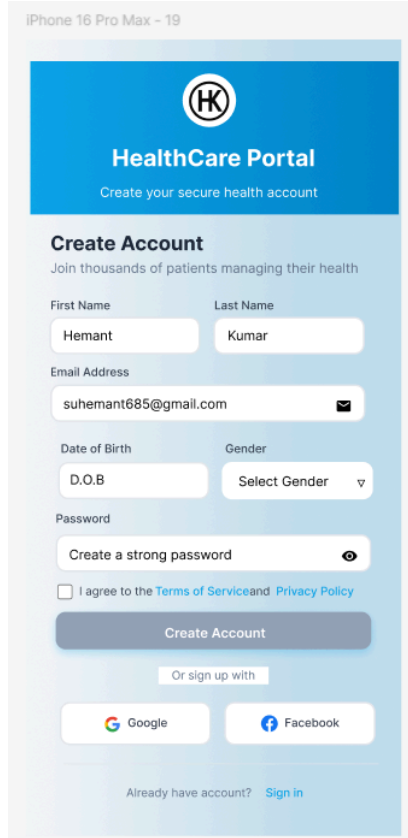 iPhone 16 Pro Max – 19
HK
HealthCare Portal
Create your secure health account
Create Account
Join thousands of patients managing their health
First Name Last Name
Hemant Kumar
Email Address
suhemant685@gmail.com
Date of Birth Gender
D.O.B Select Gender
Password
Create a strong password
I agree to the Terms of Serviceand Privacy Policy
Create Account
Or sign up with
Google Facebook
Already have account? Sign in